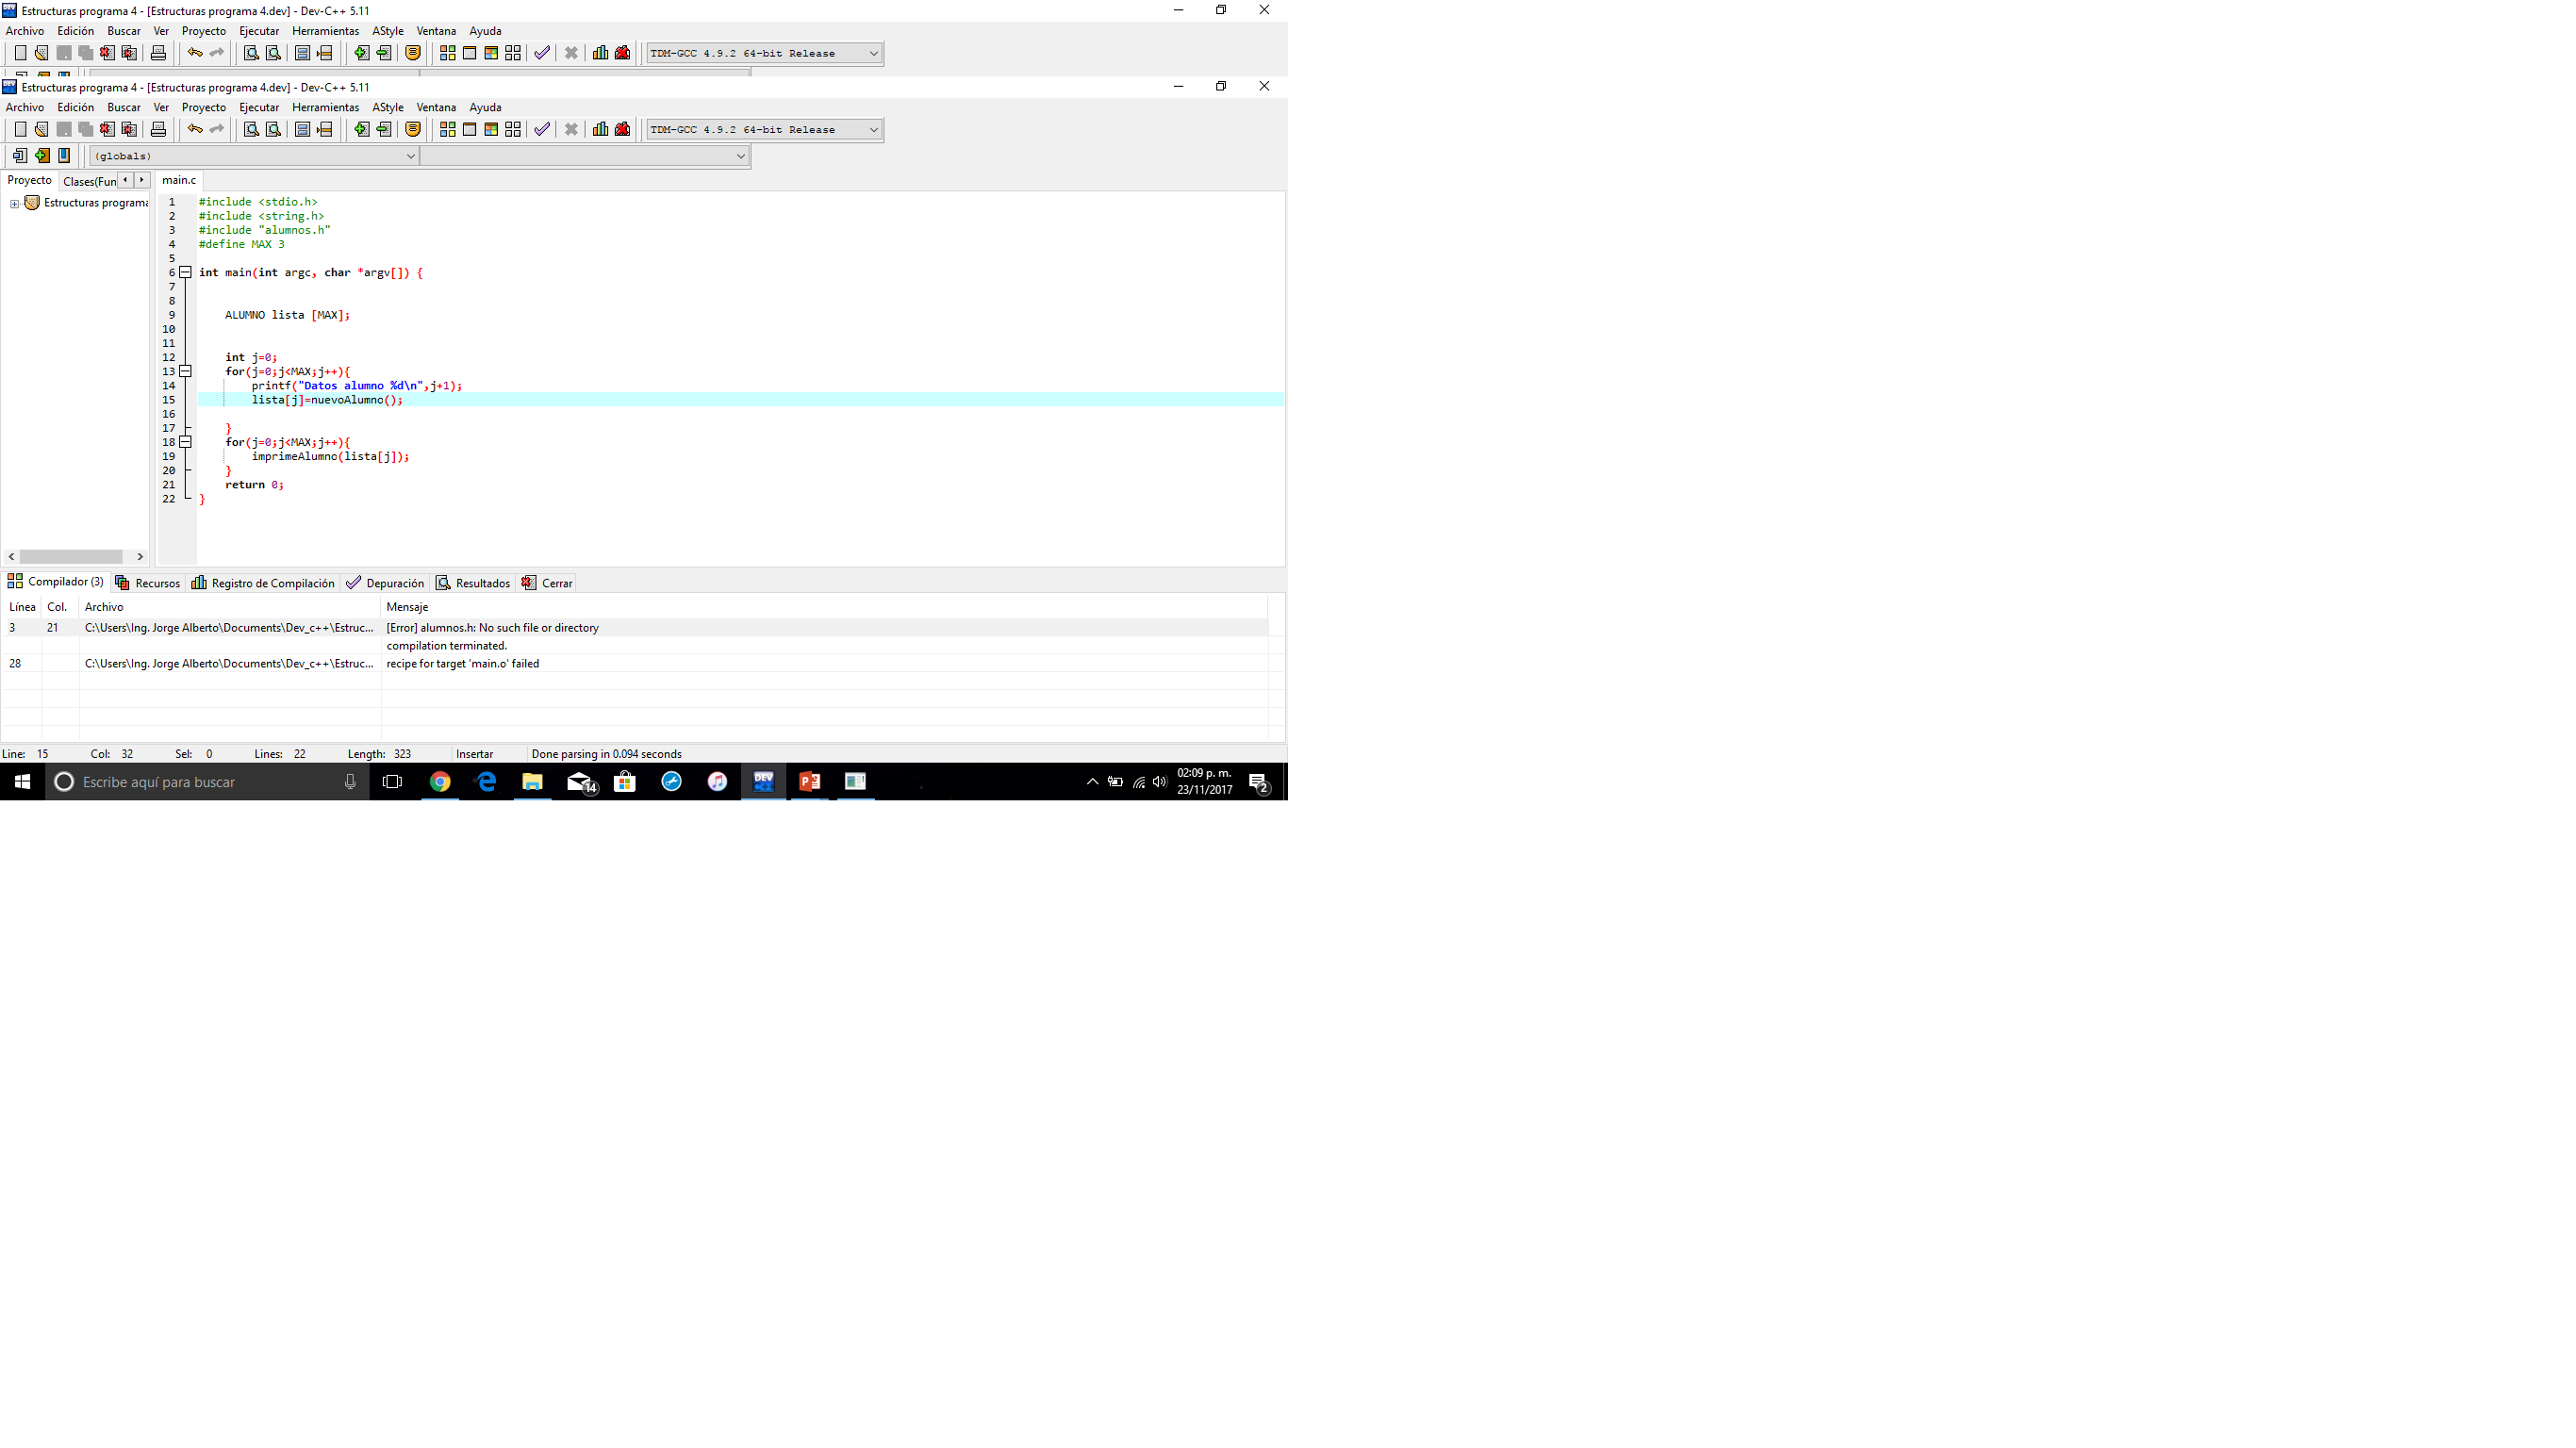 Estructuras programa 4 - [Estructuras programa 4.dev] - Dev-C++ 5.11
Archivo Edición Buscar Ver Proyecto Ejecutar Herramientas AStyle Ventana Ayuda
TDM-GCC 4.9.2 64-bit Release
Estructuras programa 4 - [Estructuras programa 4.dev] - Dev-C++ 5.11
Archivo Edición Buscar Ver Proyecto Ejecutar Herramientas AStyle Ventana Ayuda
TDM-GCC 4.9.2 64-bit Release
(globals)
Proyecto Clases(Fun main.c
Estructuras programa
1 #include <stdio.h>
2 #include <string.h>
3 #include "alumnos.h"
4 #define MAX 3
5
6 int main(int argc, char *argv[]) {
7
8
9 ALUMNO lista [MAX];
10
11
12 int j=0;
13 for(j=0;j<MAX;j++){
14 printf("Datos alumno %d\n",j+1);
15 lista[j]=nuevoAlumno();
16
17 }
18 for(j=0;j<MAX;j++){
19 imprimeAlumno(lista[j]);
20 }
21 return 0;
22 }
Compilador (3) Recursos Registro de Compilación Depuración Resultados Cerrar
Línea Col. Archivo Mensaje
3 21 C:\Users\Ing. Jorge Alberto\Documents\Dev_c++\Estruc... [Error] alumnos.h: No such file or directory
compilation terminated.
28 C:\Users\Ing. Jorge Alberto\Documents\Dev_c++\Estruc... recipe for target 'main.o' failed
Line: 15 Col: 32 Sel: 0 Lines: 22 Length: 323 Insertar Done parsing in 0.094 seconds
Escribe aquí para buscar 14 DEV C++ 02:09 p. m.
23/11/2017 2